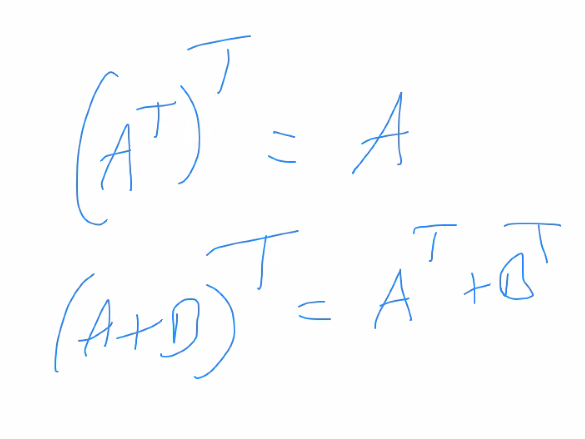 (A^T)^T = A
(A+B)^T = A^T + B^T